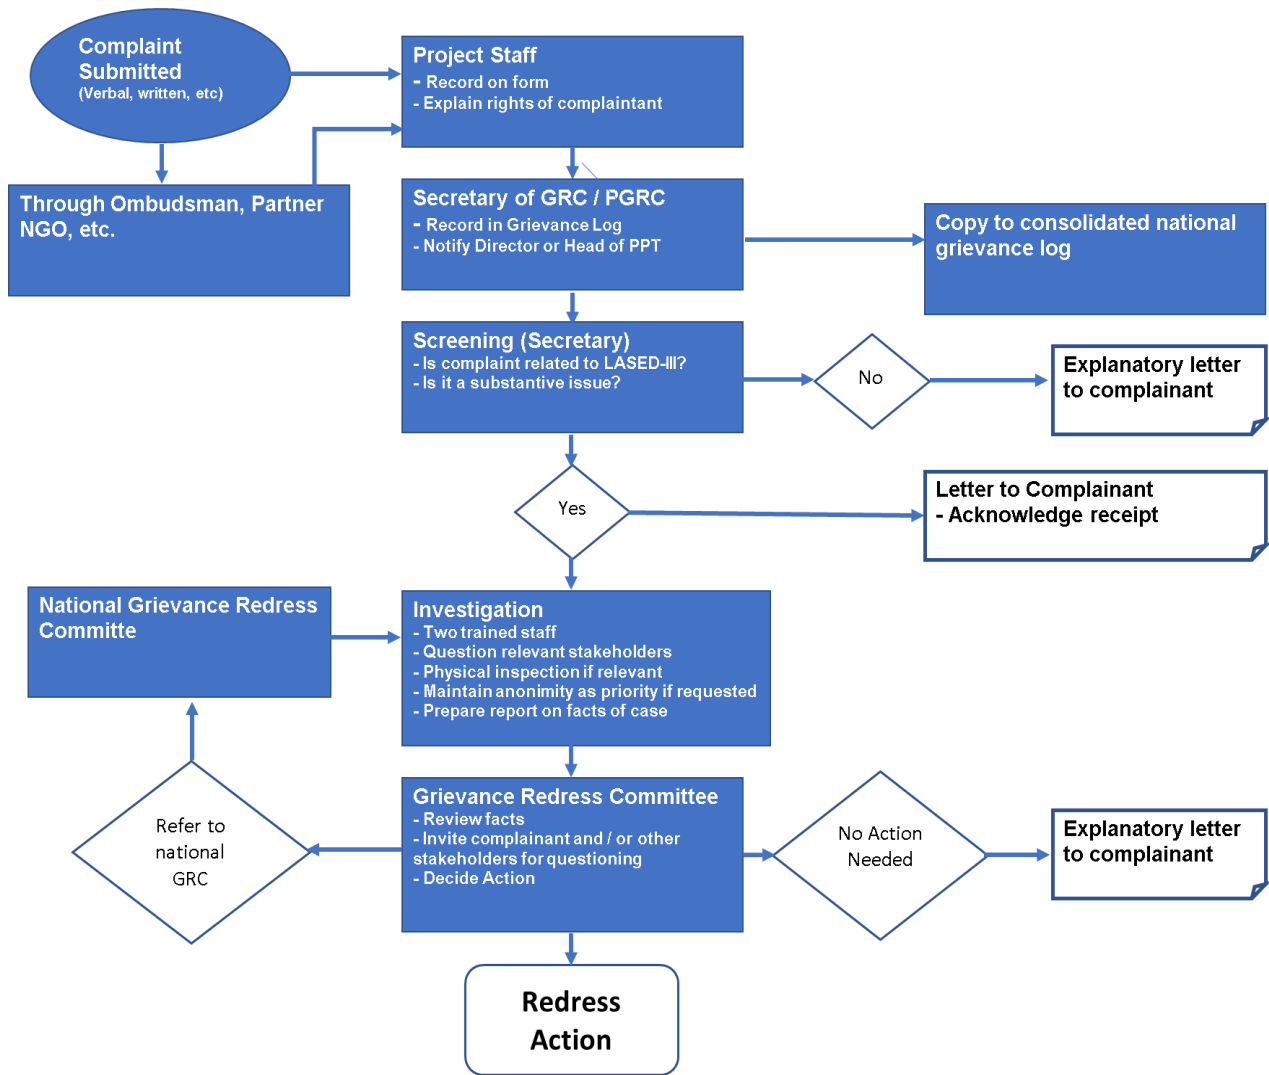 Complaint
Submitted
(Verbal, written, etc)
Project Staff
- Record on form
- Explain rights of complaintant
Through Ombudsman, Partner
NGO, etc.
Secretary of GRC / PGRC
- Record in Grievance Log
- Notify Director or Head of PPT
Copy to consolidated national
grievance log
Screening (Secretary)
- Is complaint related to LASED-III?
- Is it a substantive issue?
No
Explanatory letter
to complainant
Yes
Letter to Complainant
- Acknowledge receipt
National Grievance Redress
Committe
Investigation
- Two trained staff
- Question relevant stakeholders
- Physical inspection if relevant
- Maintain anonimity as priority if requested
- Prepare report on facts of case
Refer to
national
GRC
Grievance Redress Committee
- Review facts
- Invite complainant and / or other
stakeholders for questioning
- Decide Action
No Action
Needed
Explanatory letter
to complainant
Redress
Action